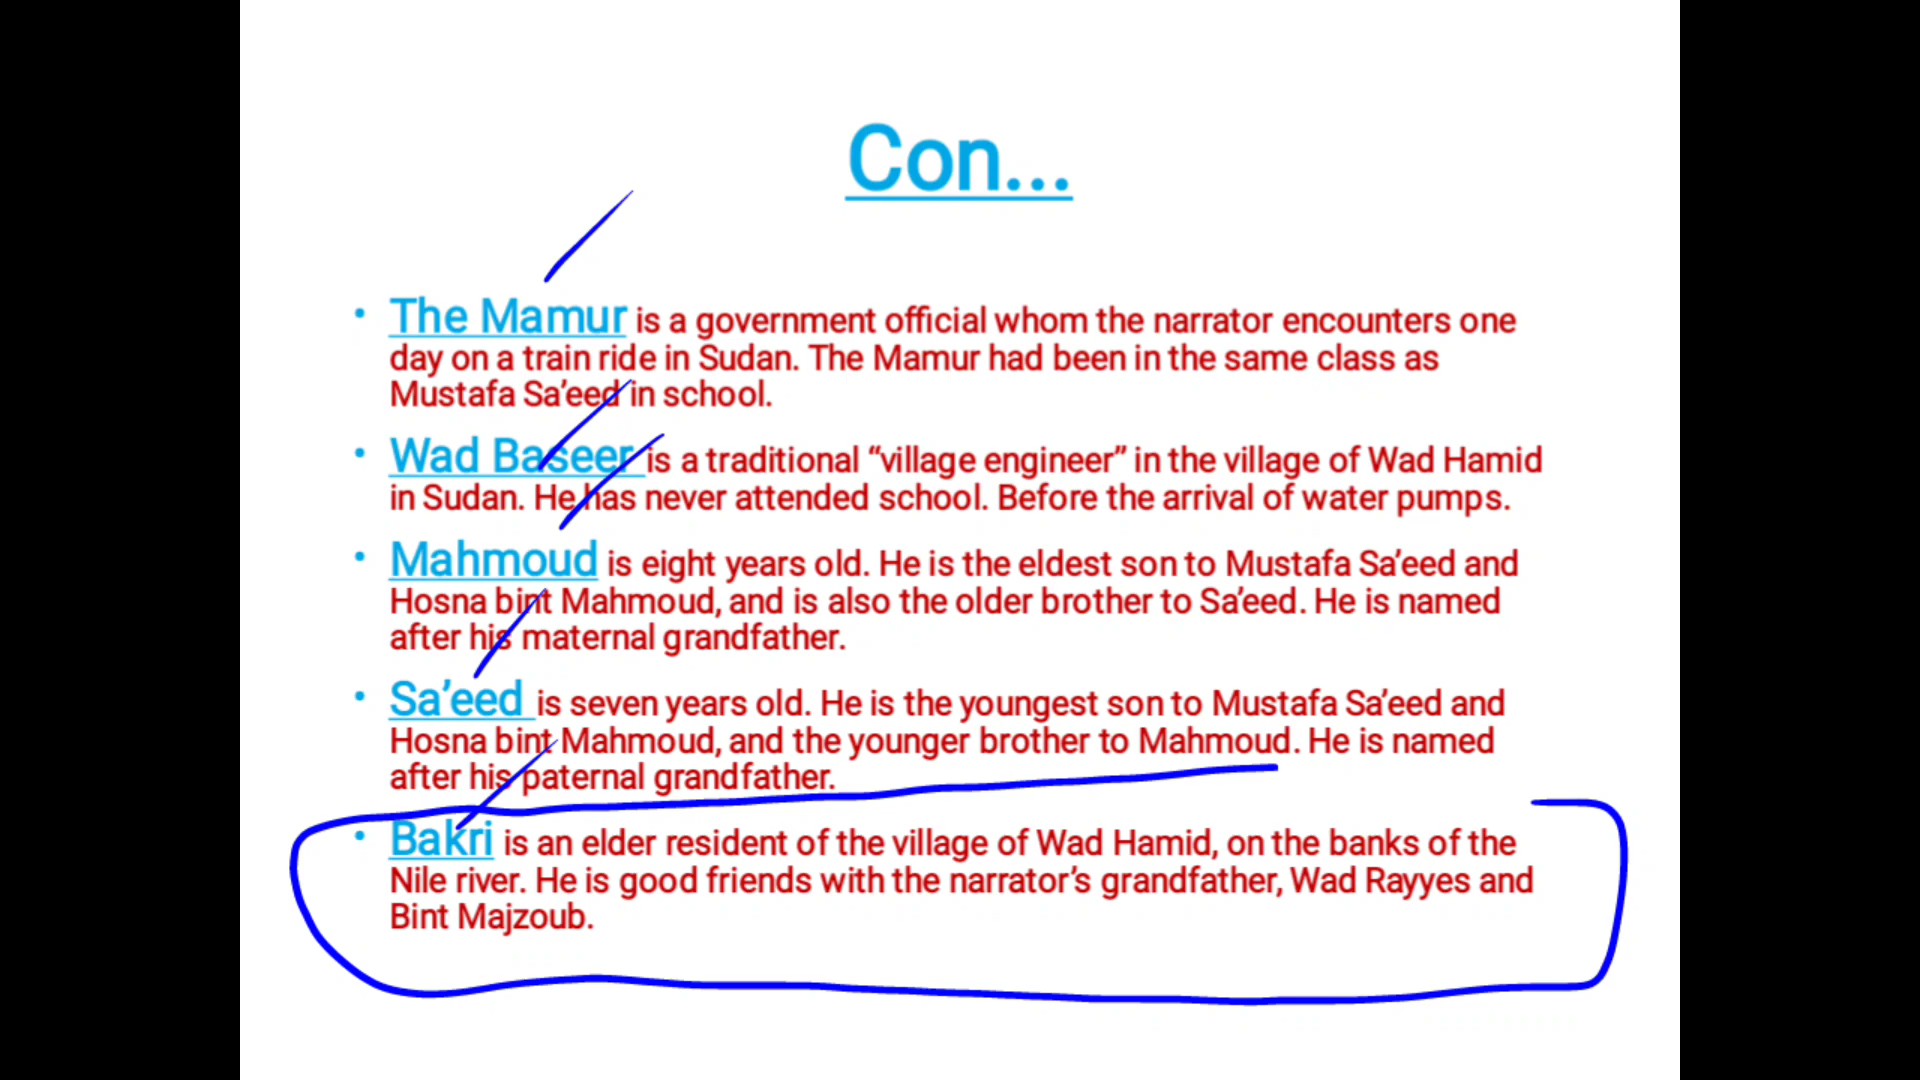 Con...
• The Mamur is a government official whom the narrator encounters one
day on a train ride in Sudan. The Mamur had been in the same class as
Mustafa Sa’eed in school.
• Wad Baseer is a traditional “village engineer” in the village of Wad Hamid
in Sudan. He has never attended school. Before the arrival of water pumps.
• Mahmoud is eight years old. He is the eldest son to Mustafa Sa’eed and
Hosna bint Mahmoud, and is also the older brother to Sa’eed. He is named
after his maternal grandfather.
• Sa’eed is seven years old. He is the youngest son to Mustafa Sa’eed and
Hosna bint Mahmoud, and the younger brother to Mahmoud. He is named
after his paternal grandfather.
• Bakri is an elder resident of the village of Wad Hamid, on the banks of the
Nile river. He is good friends with the narrator’s grandfather, Wad Rayyes and
Bint Majzoub.